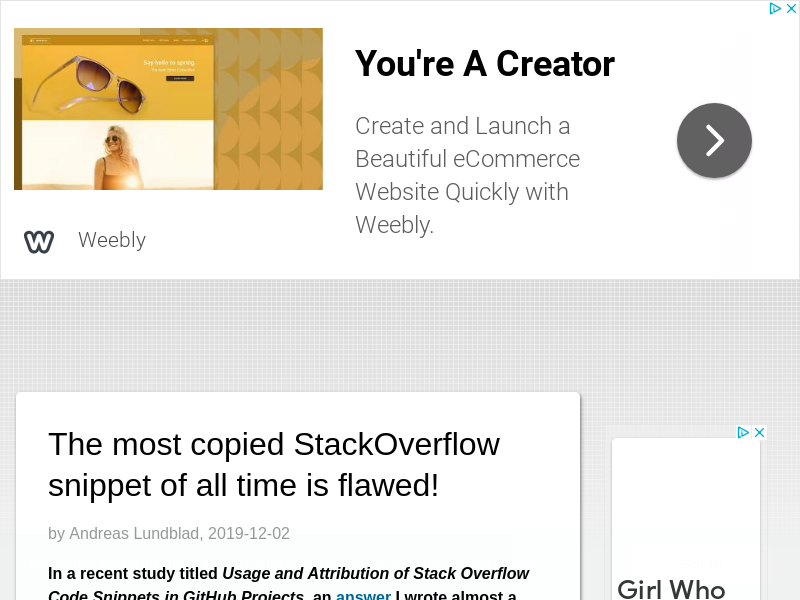 Say hello to spring
You're A Creator
Create and Launch a
Beautiful eCommerce
Website Quickly with
Weebly.
W Weebly
The most copied StackOverflow
snippet of all time is flawed!
by Andreas Lundblad, 2019-12-02
In a recent study titled Usage and Attribution of Stack Overflow
Code Snippets in GitHub Projects, an answer I wrote almost a
Girl Who